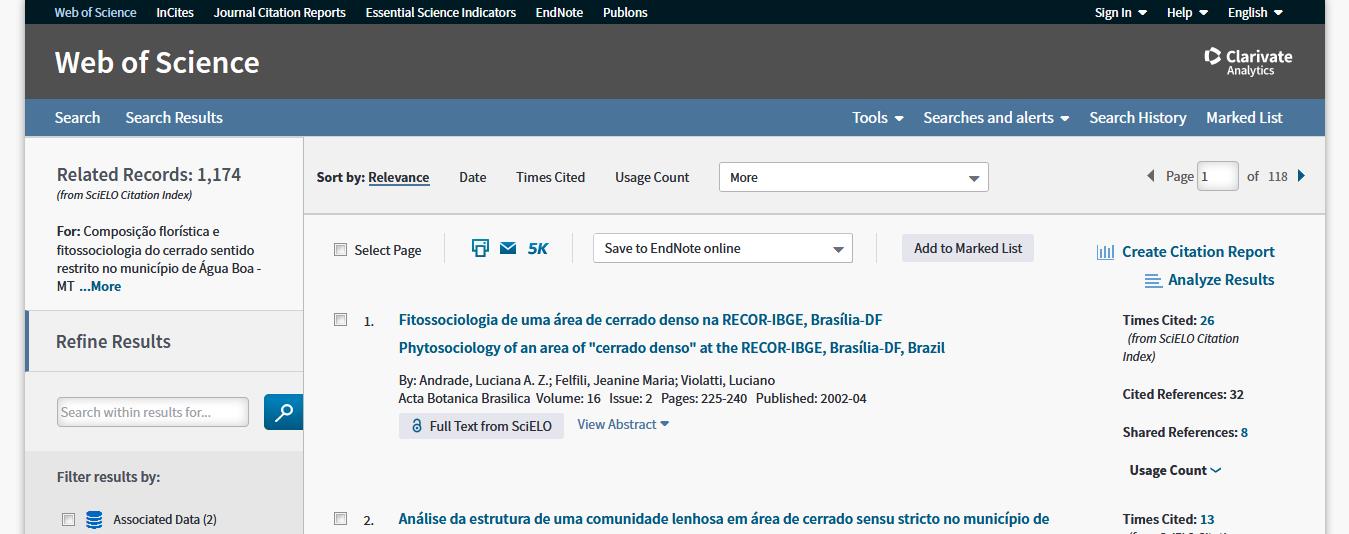 Web of Science InCites Journal Citation Reports Essential Science Indicators EndNote Publons Sign In Help English
Web of Science
Clarivate
Analytics
Search Search Results Tools Searches and alerts Search History Marked List
Related Records: 1,174
(from SciELO Citation Index)
For: Composição florística e
fitossociologia do cerrado sentido
restrito no município de Água Boa -
MT ...More
Refine Results
Search within results for...
Filter results by:
Associated Data (2)
Sort by: Relevance Date Times Cited Usage Count More Page 1 of 118
Select Page 5K Save to EndNote online Add to Marked List
Create Citation Report
Analyze Results
1. Fitossociologia de uma área de cerrado denso na RECOR-IBGE, Brasília-DF
Phytosociology of an area of "cerrado denso" at the RECOR-IBGE, Brasília-DF, Brazil
By: Andrade, Luciana A. Z.; Felfili, Jeanine Maria; Violatti, Luciano
Acta Botanica Brasilica Volume: 16 Issue: 2 Pages: 225-240 Published: 2002-04
Full Text from SciELO View Abstract
Times Cited: 26
(from SciELO Citation
Index)
Cited References: 32
Shared References: 8
Usage Count
2. Análise da estrutura de uma comunidade lenhosa em área de cerrado sensu stricto no município de
Times Cited: 13